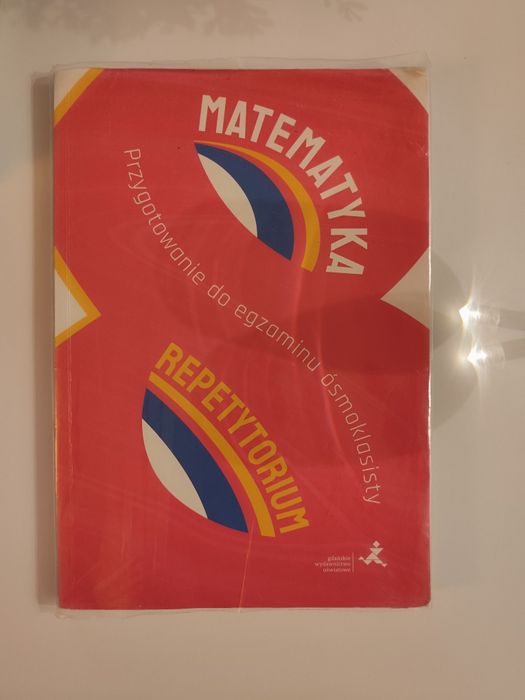 MATEMATYKA
Przygotowanie do egzaminu ósmoklasisty
REPETYTORIUM
gdańskie
wydawnictwo
oświatowe